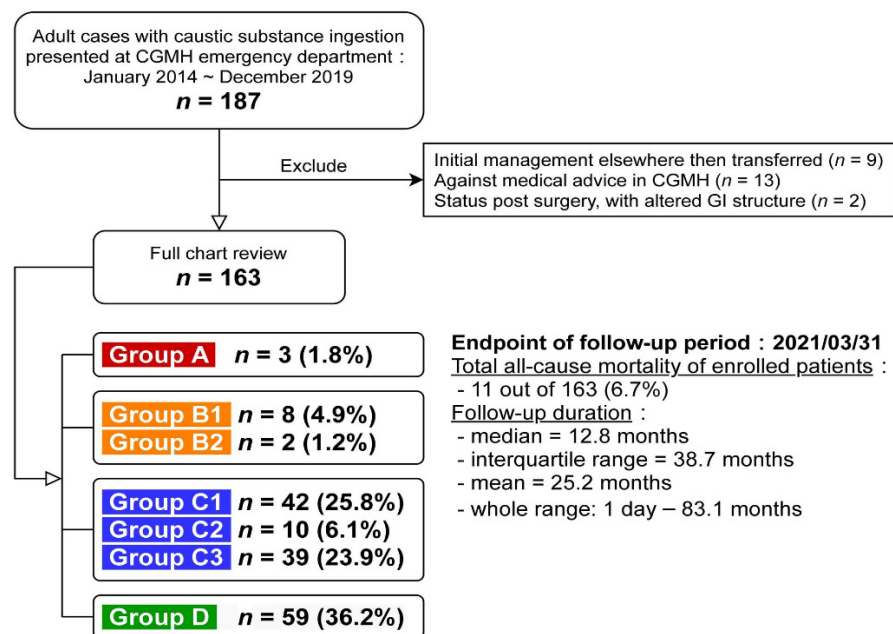 Adult cases with caustic substance ingestion
presented at CGMH emergency department :
January 2014 ~ December 2019
n = 187
Exclude
Initial management elsewhere then transferred (n = 9)
Against medical advice in CGMH (n = 13)
Status post surgery, with altered GI structure (n = 2)
Full chart review
n = 163
Group A n = 3 (1.8%)
Group B1 n = 8 (4.9%)
Group B2 n = 2 (1.2%)
Group C1 n = 42 (25.8%)
Group C2 n = 10 (6.1%)
Group C3 n = 39 (23.9%)
Group D n = 59 (36.2%)
Endpoint of follow-up period : 2021/03/31
Total all-cause mortality of enrolled patients :
- 11 out of 163 (6.7%)
Follow-up duration :
- median = 12.8 months
- interquartile range = 38.7 months
- mean = 25.2 months
- whole range: 1 day – 83.1 months